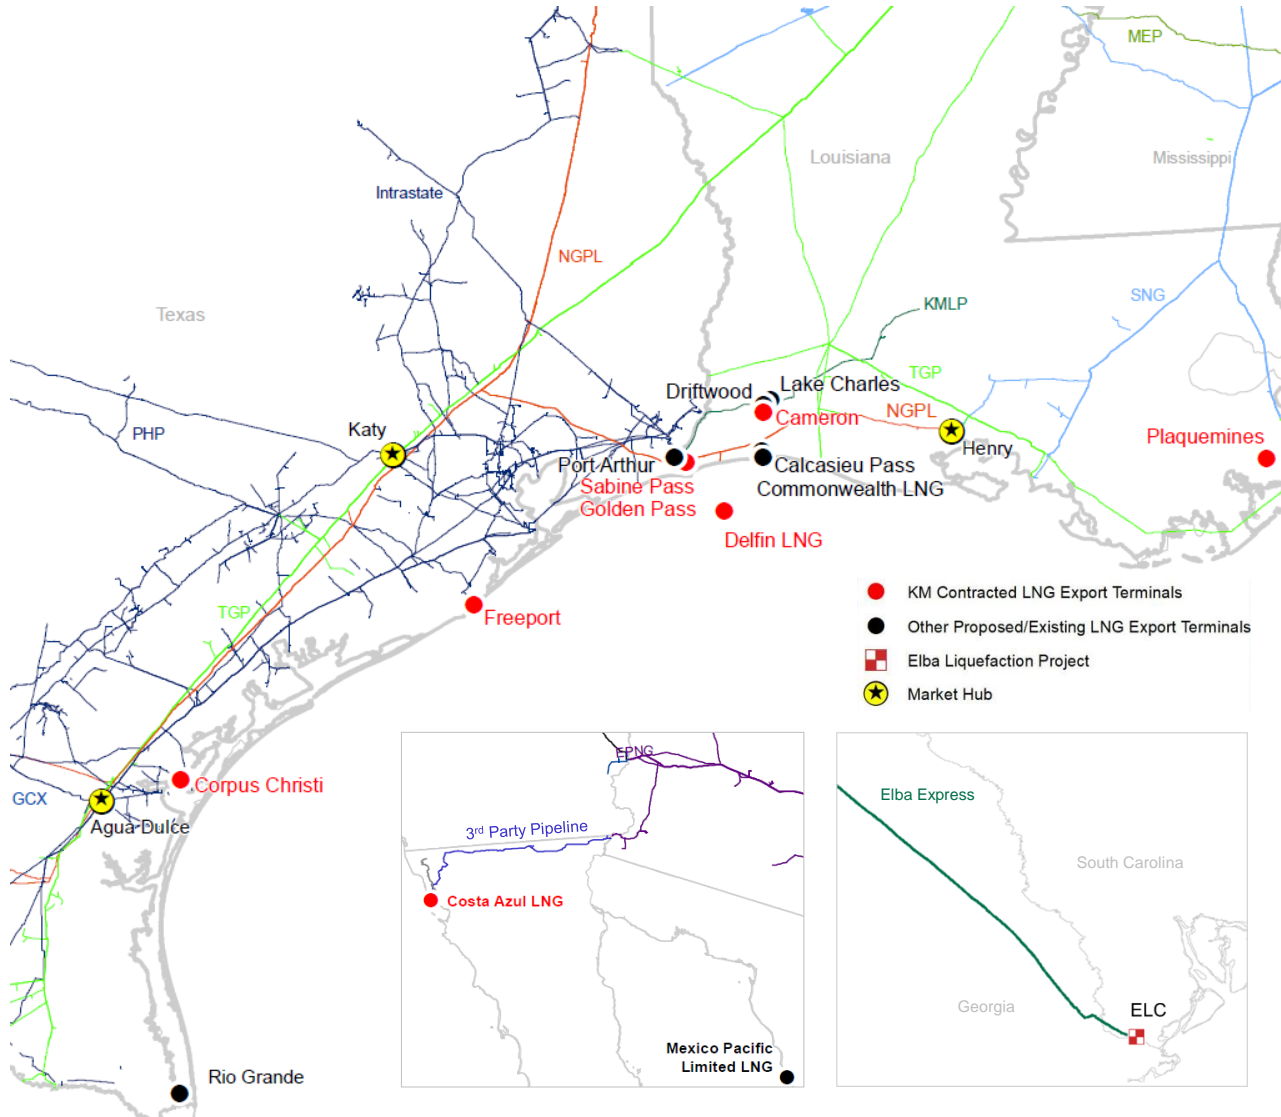 MEP
Louisiana
Mississippi
Intrastate
NGPL
SNG
KMLP
Texas
TGP
Lake Charles
Driftwood
Cameron
NGPL
PHP
Katy
Henry
Plaquemines
Port Arthur
Sabine Pass
Golden Pass
Calcasieu Pass
Commonwealth LNG
Delfin LNG
TGP
Freeport
KM Contracted LNG Export Terminals
Other Proposed/Existing LNG Export Terminals
Elba Liquefaction Project
Market Hub
Corpus Christi
GCX
Agua Dulce
Rio Grande
EPNG
3rd Party Pipeline
Costa Azul LNG
Mexico Pacific
Limited LNG
Elba Express
South Carolina
Georgia
ELC